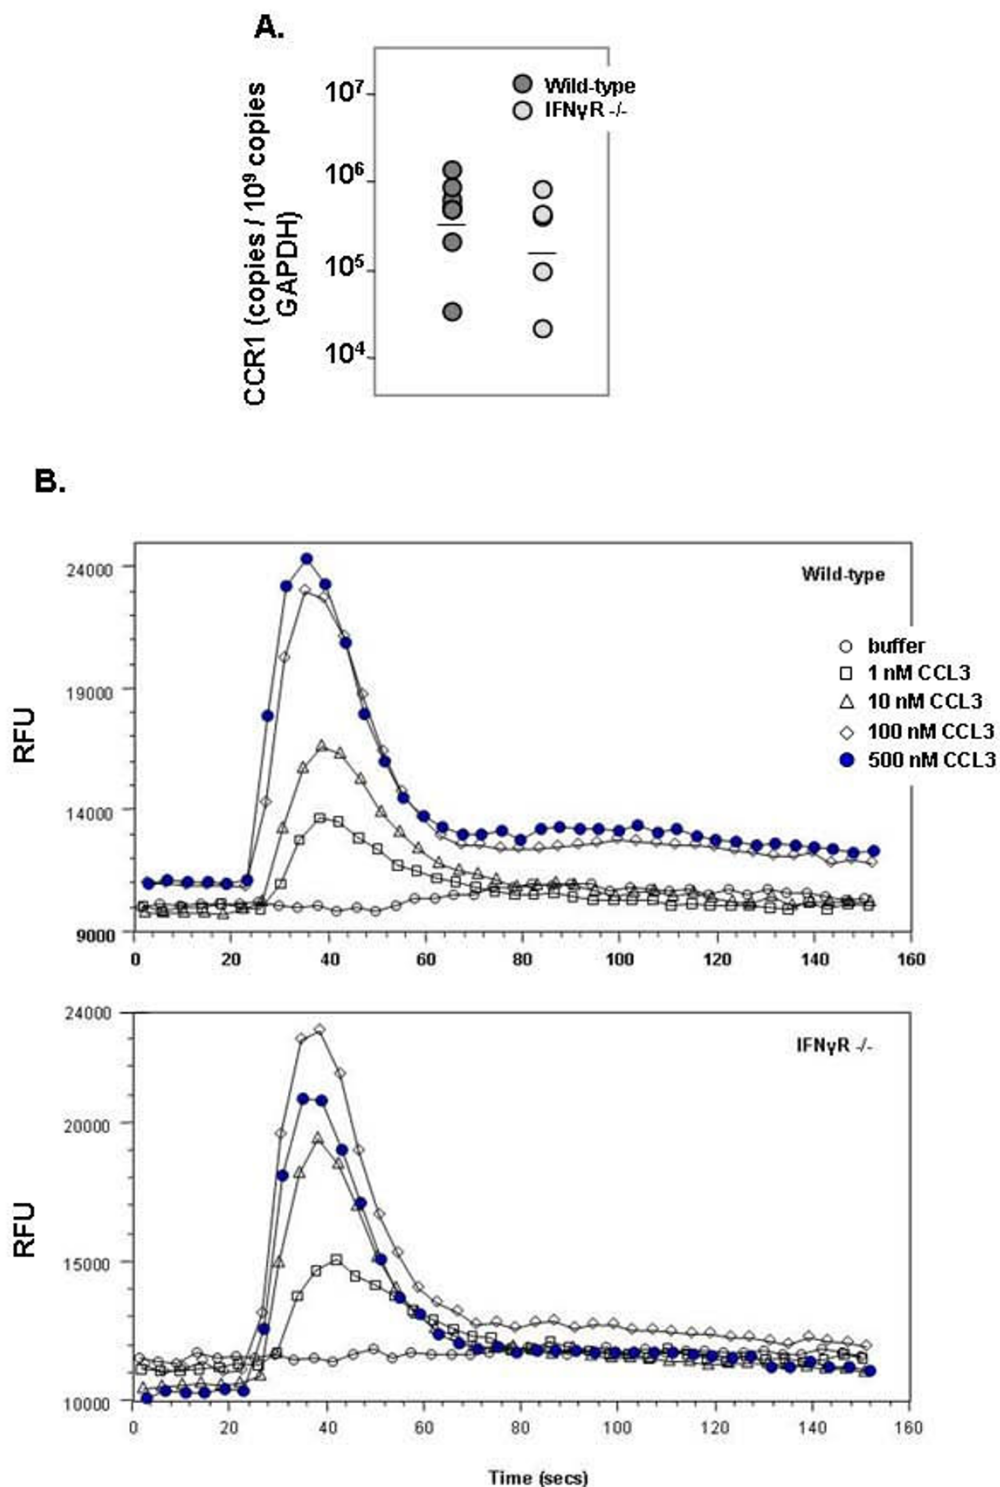 A.
CCR1 (copies / 10⁹ copies
GAPDH)
10⁷
10⁶
10⁵
10⁴
Wild-type
IFNγR -/-
B.
RFU
24000
19000
14000
9000
Wild-type
buffer
1 nM CCL3
10 nM CCL3
100 nM CCL3
500 nM CCL3
0 20 40 60 80 100 120 140 160
RFU
24000
20000
15000
10000
IFNγR -/-
0 20 40 60 80 100 120 140 160
Time (secs)